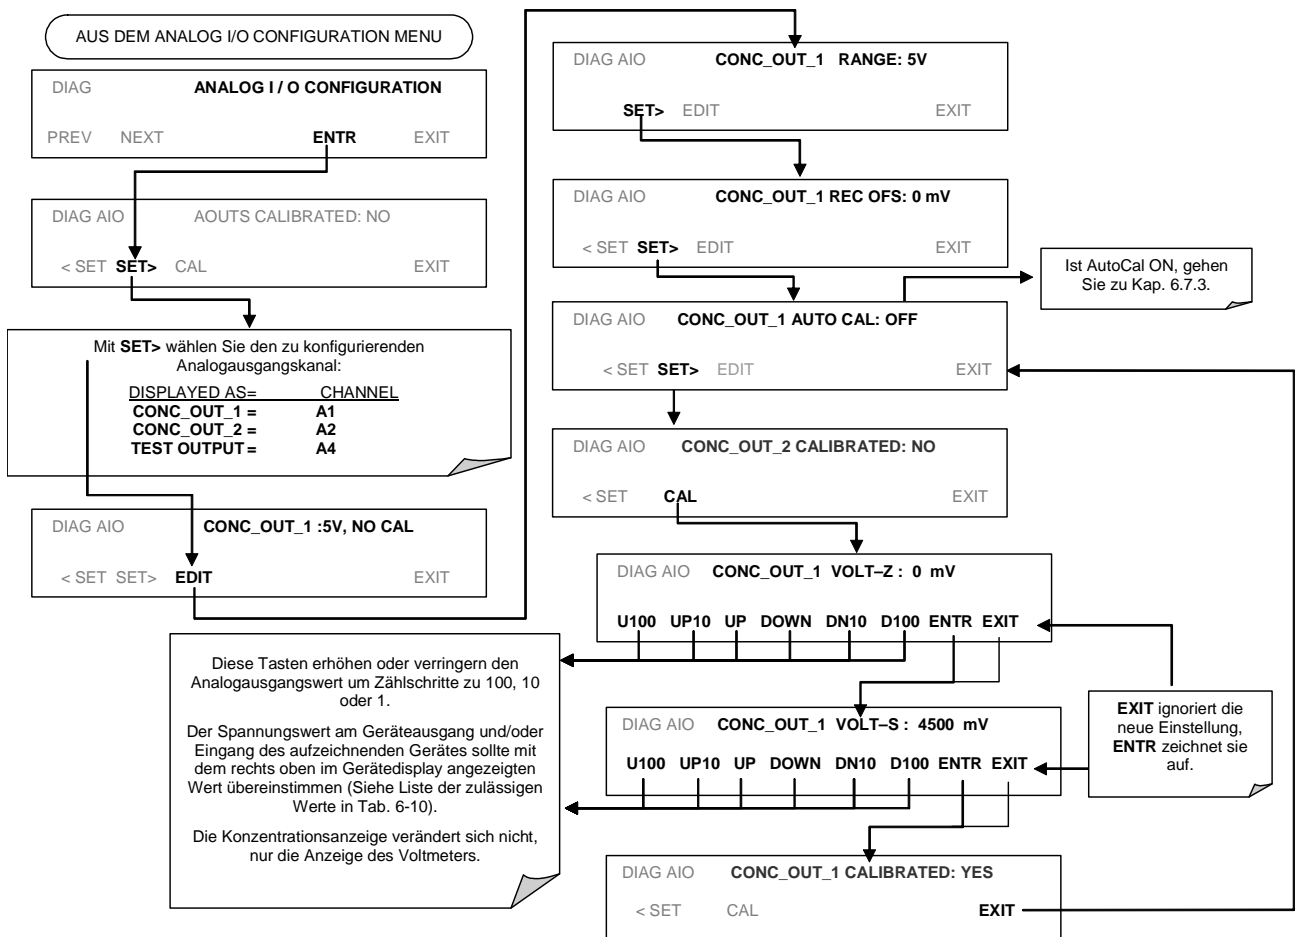 AUS DEM ANALOG I/O CONFIGURATION MENU
DIAG ANALOG I / O CONFIGURATION
PREV NEXT ENTR EXIT
DIAG AIO AOUTS CALIBRATED: NO
< SET SET> CAL EXIT
Mit SET> wählen Sie den zu konfigurierenden
Analogausgangskanal:
DISPLAYED AS= CHANNEL
CONC_OUT_1 = A1
CONC_OUT_2 = A2
TEST OUTPUT = A4
DIAG AIO CONC_OUT_1 :5V, NO CAL
< SET SET> EDIT EXIT
Diese Tasten erhöhen oder verringern den
Analogausgangswert um Zählschritte zu 100, 10
oder 1.
Der Spannungswert am Geräteausgang und/oder
Eingang des aufzeichnenden Gerätes sollte mit
dem rechts oben im Gerätedisplay angezeigten
Wert übereinstimmen (Siehe Liste der zulässigen
Werte in Tab. 6-10).
Die Konzentrationsanzeige verändert sich nicht,
nur die Anzeige des Voltmeters.
DIAG AIO CONC_OUT_1 RANGE: 5V
SET> EDIT EXIT
DIAG AIO CONC_OUT_1 REC OFS: 0 mV
< SET SET> EDIT EXIT
Ist AutoCal ON, gehen
Sie zu Kap. 6.7.3.
DIAG AIO CONC_OUT_1 AUTO CAL: OFF
< SET SET> EDIT EXIT
DIAG AIO CONC_OUT_2 CALIBRATED: NO
< SET CAL EXIT
DIAG AIO CONC_OUT_1 VOLT–Z : 0 mV
U100 UP10 UP DOWN DN10 D100 ENTR EXIT
DIAG AIO CONC_OUT_1 VOLT–S : 4500 mV
U100 UP10 UP DOWN DN10 D100 ENTR EXIT
EXIT ignoriert die
neue Einstellung,
ENTR zeichnet sie
auf.
DIAG AIO CONC_OUT_1 CALIBRATED: YES
< SET CAL EXIT